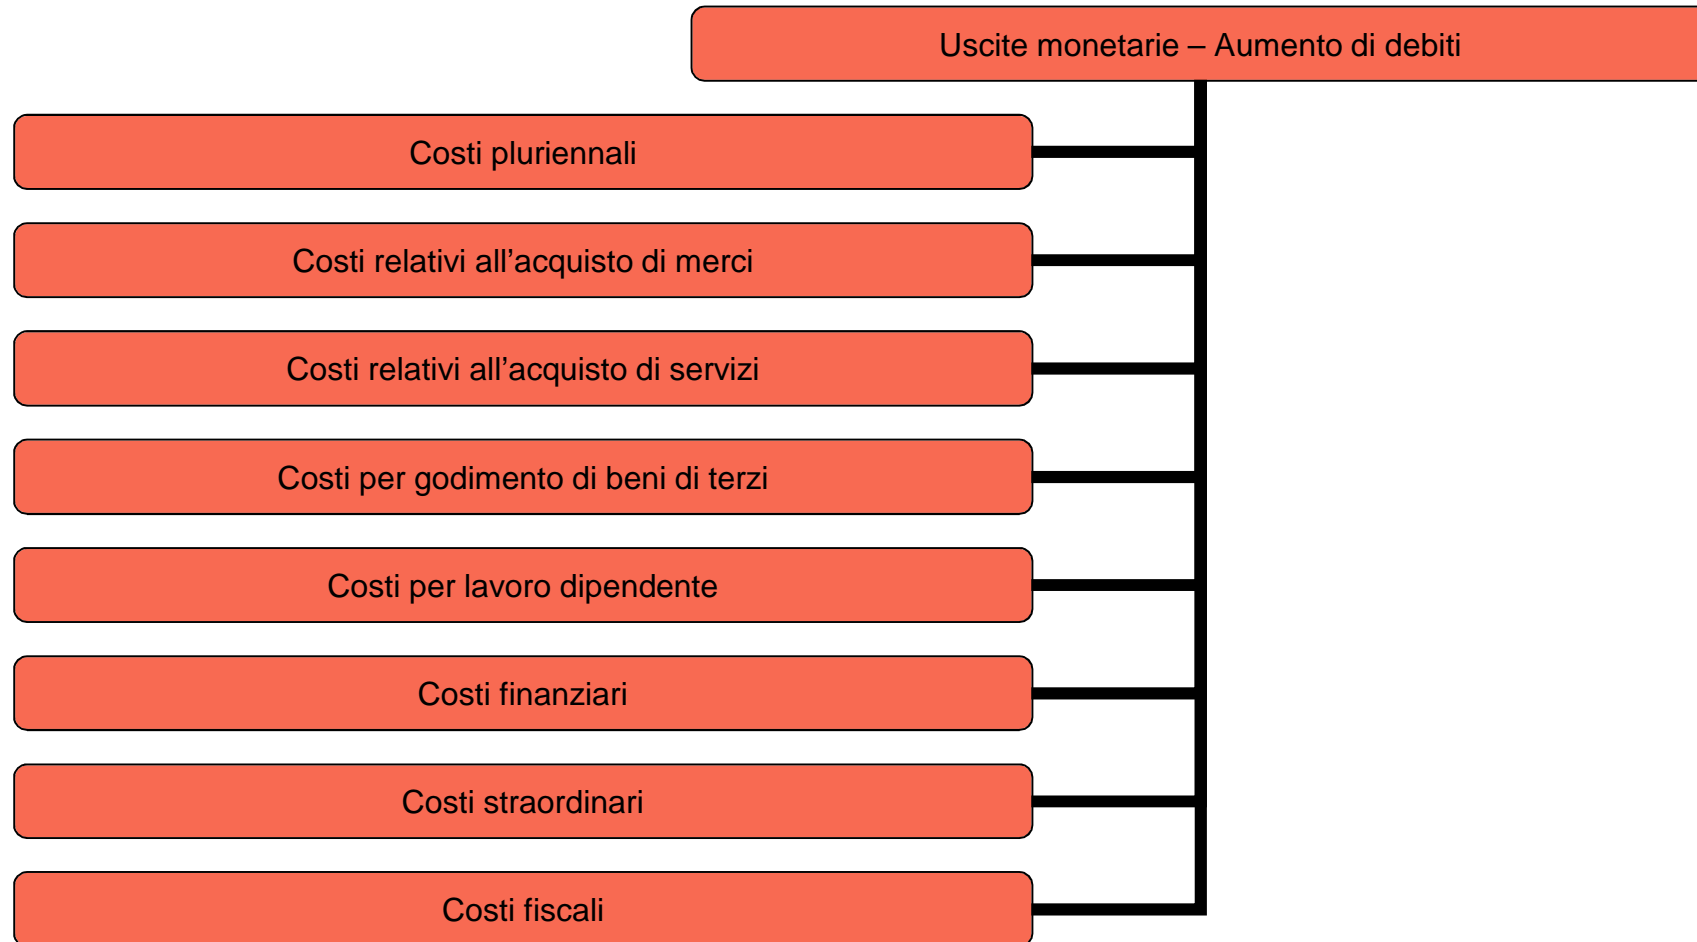 Uscite monetarie – Aumento di debiti
Costi pluriennali
Costi relativi all’acquisto di merci
Costi relativi all’acquisto di servizi
Costi per godimento di beni di terzi
Costi per lavoro dipendente
Costi finanziari
Costi straordinari
Costi fiscali